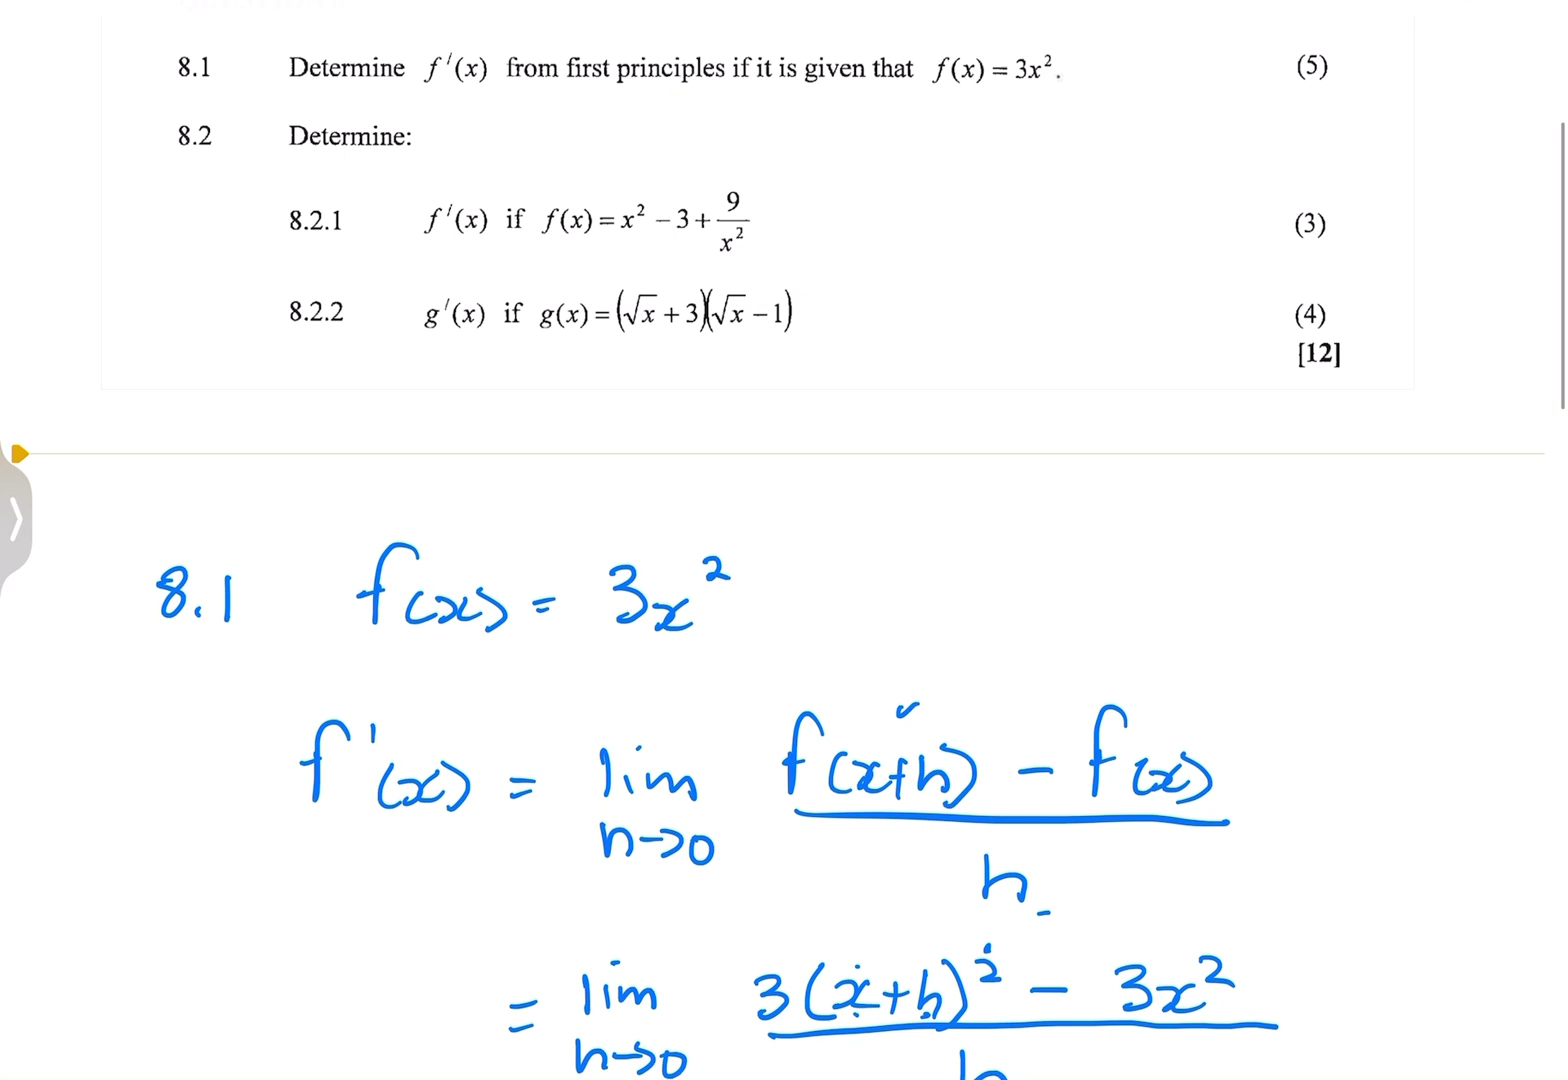 8.1 Determine f'(x) from first principles if it is given that f(x) = 3x². (5)
8.2 Determine:
8.2.1 f'(x) if f(x) = x² − 3 + 9/x² (3)
8.2.2 g'(x) if g(x) = (√x + 3)(√x − 1) (4)
[12]
8.1 f(x) = 3x²
f'(x) = lim h→0 f(x+h) − f(x) / h
= lim h→0 3(x+h)² − 3x² / h